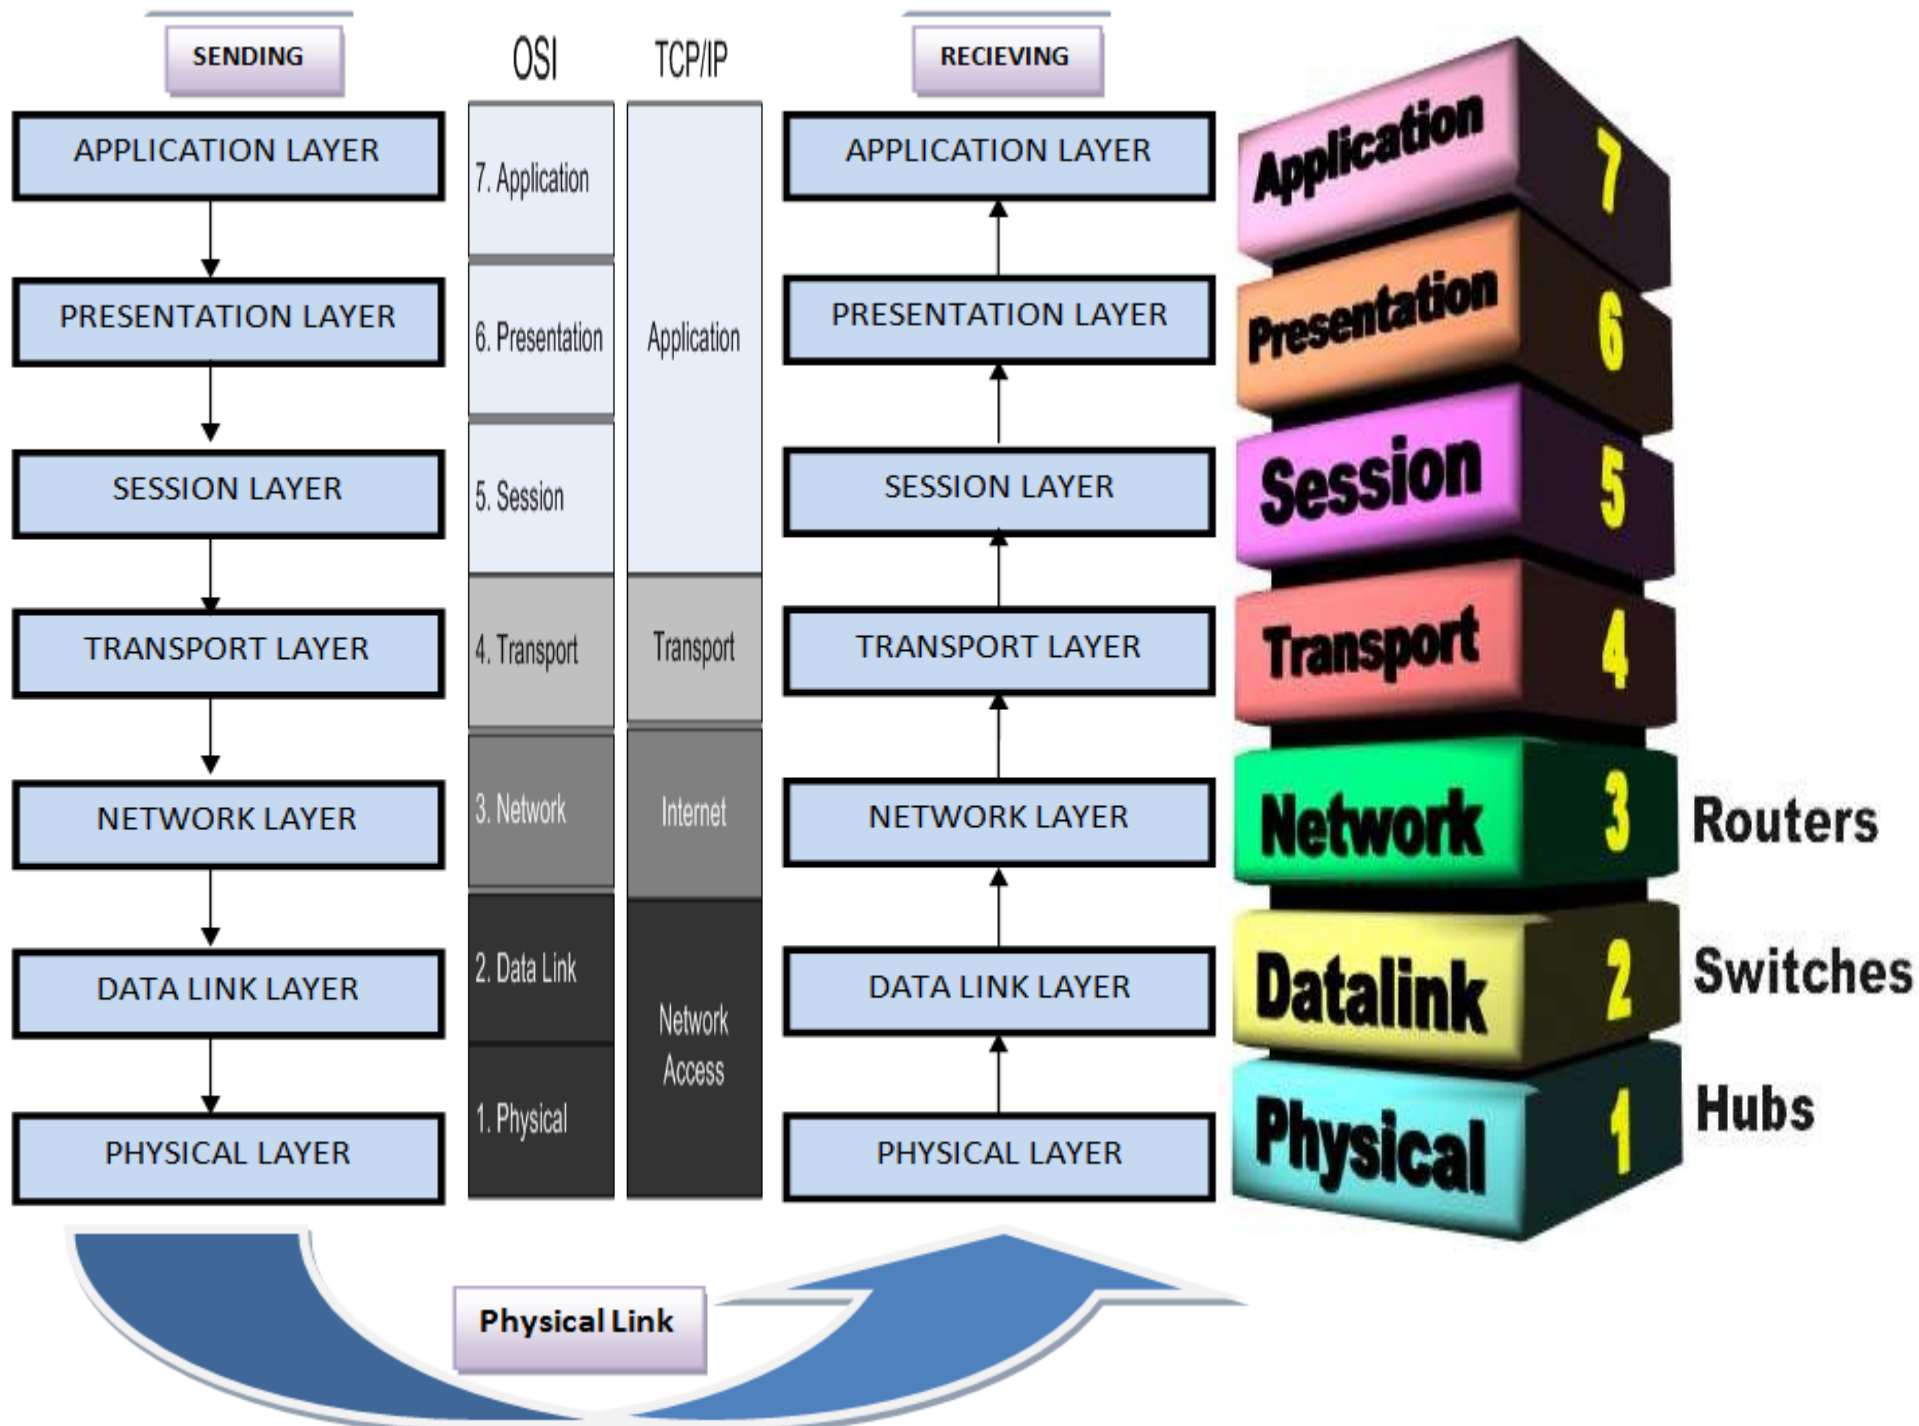 SENDING
APPLICATION LAYER
PRESENTATION LAYER
SESSION LAYER
TRANSPORT LAYER
NETWORK LAYER
DATA LINK LAYER
PHYSICAL LAYER
OSI
7. Application
6. Presentation
5. Session
4. Transport
3. Network
2. Data Link
1. Physical
TCP/IP
Application
Transport
Internet
Network
Access
RECIEVING
APPLICATION LAYER
PRESENTATION LAYER
SESSION LAYER
TRANSPORT LAYER
NETWORK LAYER
DATA LINK LAYER
PHYSICAL LAYER
Application 7
Presentation 6
Session 5
Transport 4
Network 3 Routers
Datalink 2 Switches
Physical 1 Hubs
Physical Link